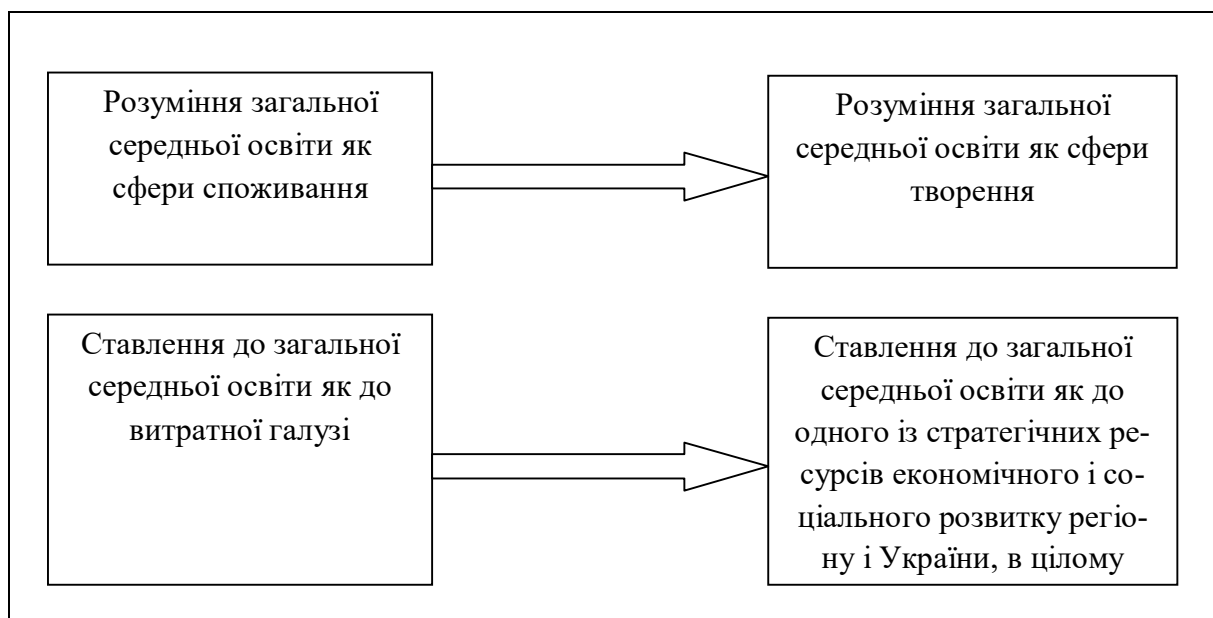 Розуміння загальної
середньої освіти як
сфери споживання
Розуміння загальної
середньої освіти як сфери
творення
Ставлення до загальної
середньої освіти як до
витратної галузі
Ставлення до загальної
середньої освіти як до
одного із стратегічних ре-
сурсів економічного і со-
ціального розвитку регіо-
ну і України, в цілому